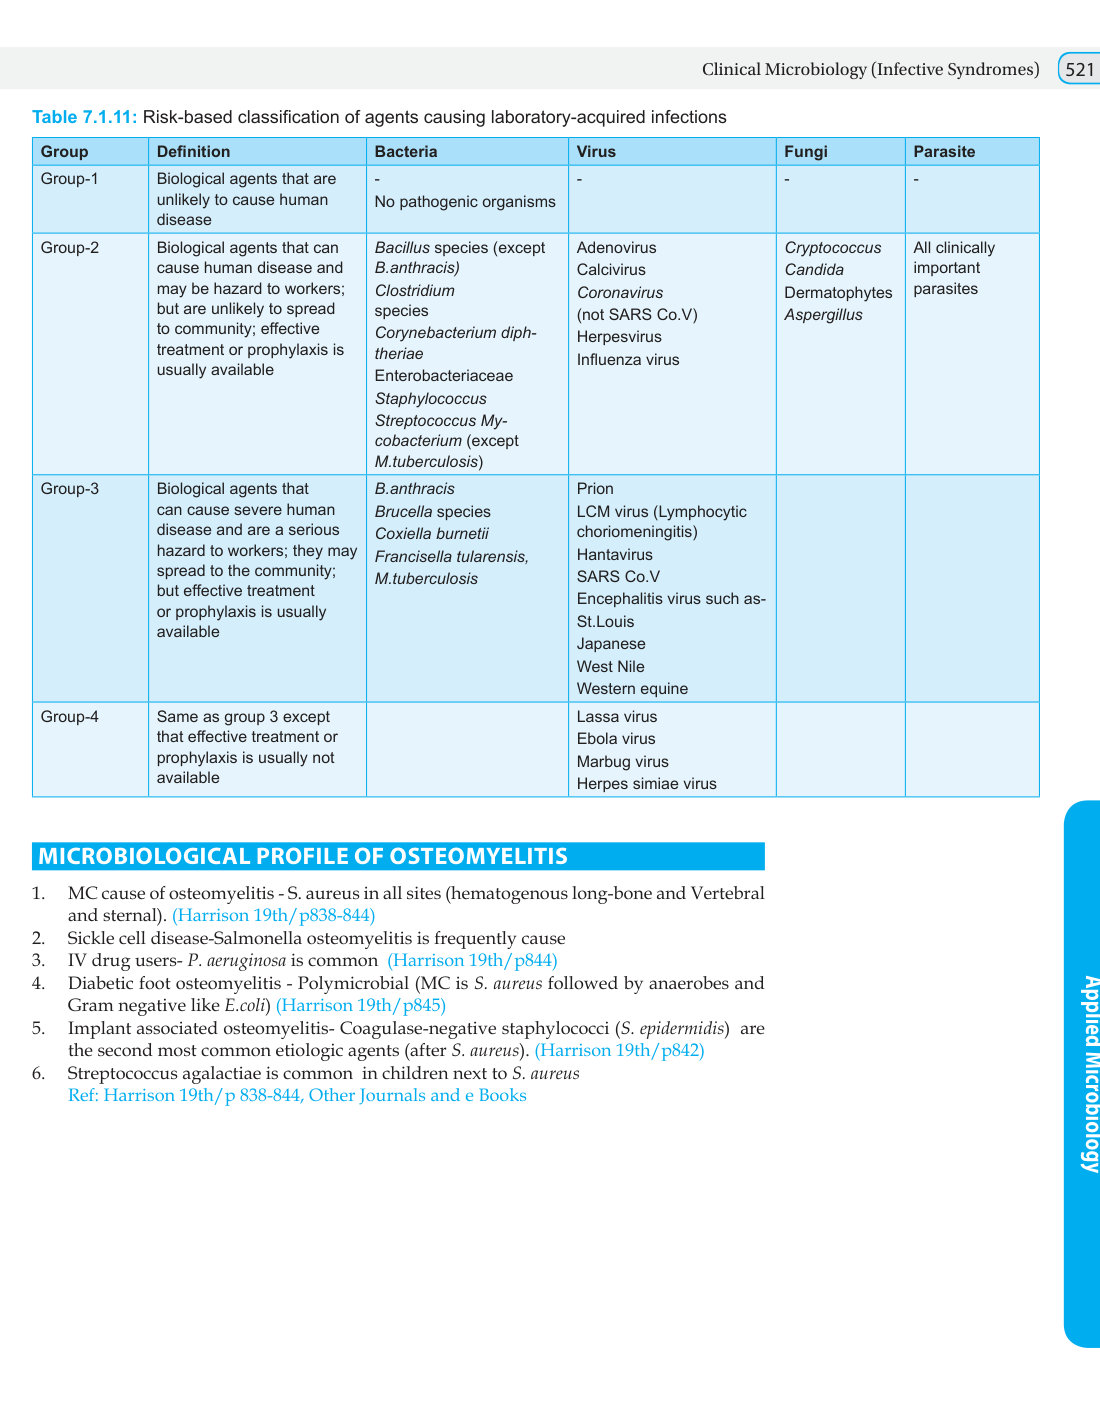 Clinical Microbiology (Infective Syndromes) 521
Table 7.1.11: Risk-based classification of agents causing laboratory-acquired infections
Group Definition Bacteria Virus Fungi Parasite
Group-1
Biological agents that are
unlikely to cause human
disease
-
No pathogenic organisms
-
-
-
Group-2
Biological agents that can
cause human disease and
may be hazard to workers;
but are unlikely to spread
to community; effective
treatment or prophylaxis is
usually available
Bacillus species (except
B.anthracis)
Clostridium
species
Corynebacterium diph-
theriae
Enterobacteriaceae
Staphylococcus
Streptococcus My-
cobacterium (except
M.tuberculosis)
Adenovirus
Calcivirus
Coronavirus
(not SARS Co.V)
Herpesvirus
Influenza virus
Cryptococcus
Candida
Dermatophytes
Aspergillus
All clinically
important
parasites
Group-3
Biological agents that
can cause severe human
disease and are a serious
hazard to workers; they may
spread to the community;
but effective treatment
or prophylaxis is usually
available
B.anthracis
Brucella species
Coxiella burnetii
Francisella tularensis,
M.tuberculosis
Prion
LCM virus (Lymphocytic
choriomeningitis)
Hantavirus
SARS Co.V
Encephalitis virus such as-
St.Louis
Japanese
West Nile
Western equine
Group-4
Same as group 3 except
that effective treatment or
prophylaxis is usually not
available
Lassa virus
Ebola virus
Marbug virus
Herpes simiae virus
MICROBIOLOGICAL PROFILE OF OSTEOMYELITIS
1. MC cause of osteomyelitis - S. aureus in all sites (hematogenous long-bone and Vertebral
and sternal). (Harrison 19th/p838-844)
2. Sickle cell disease-Salmonella osteomyelitis is frequently cause
3. IV drug users- P. aeruginosa is common (Harrison 19th/p844)
4. Diabetic foot osteomyelitis - Polymicrobial (MC is S. aureus followed by anaerobes and
Gram negative like E.coli) (Harrison 19th/p845)
5. Implant associated osteomyelitis- Coagulase-negative staphylococci (S. epidermidis) are
the second most common etiologic agents (after S. aureus). (Harrison 19th/p842)
6. Streptococcus agalactiae is common in children next to S. aureus
Ref: Harrison 19th/p 838-844, Other Journals and e Books
Applied Microbiology